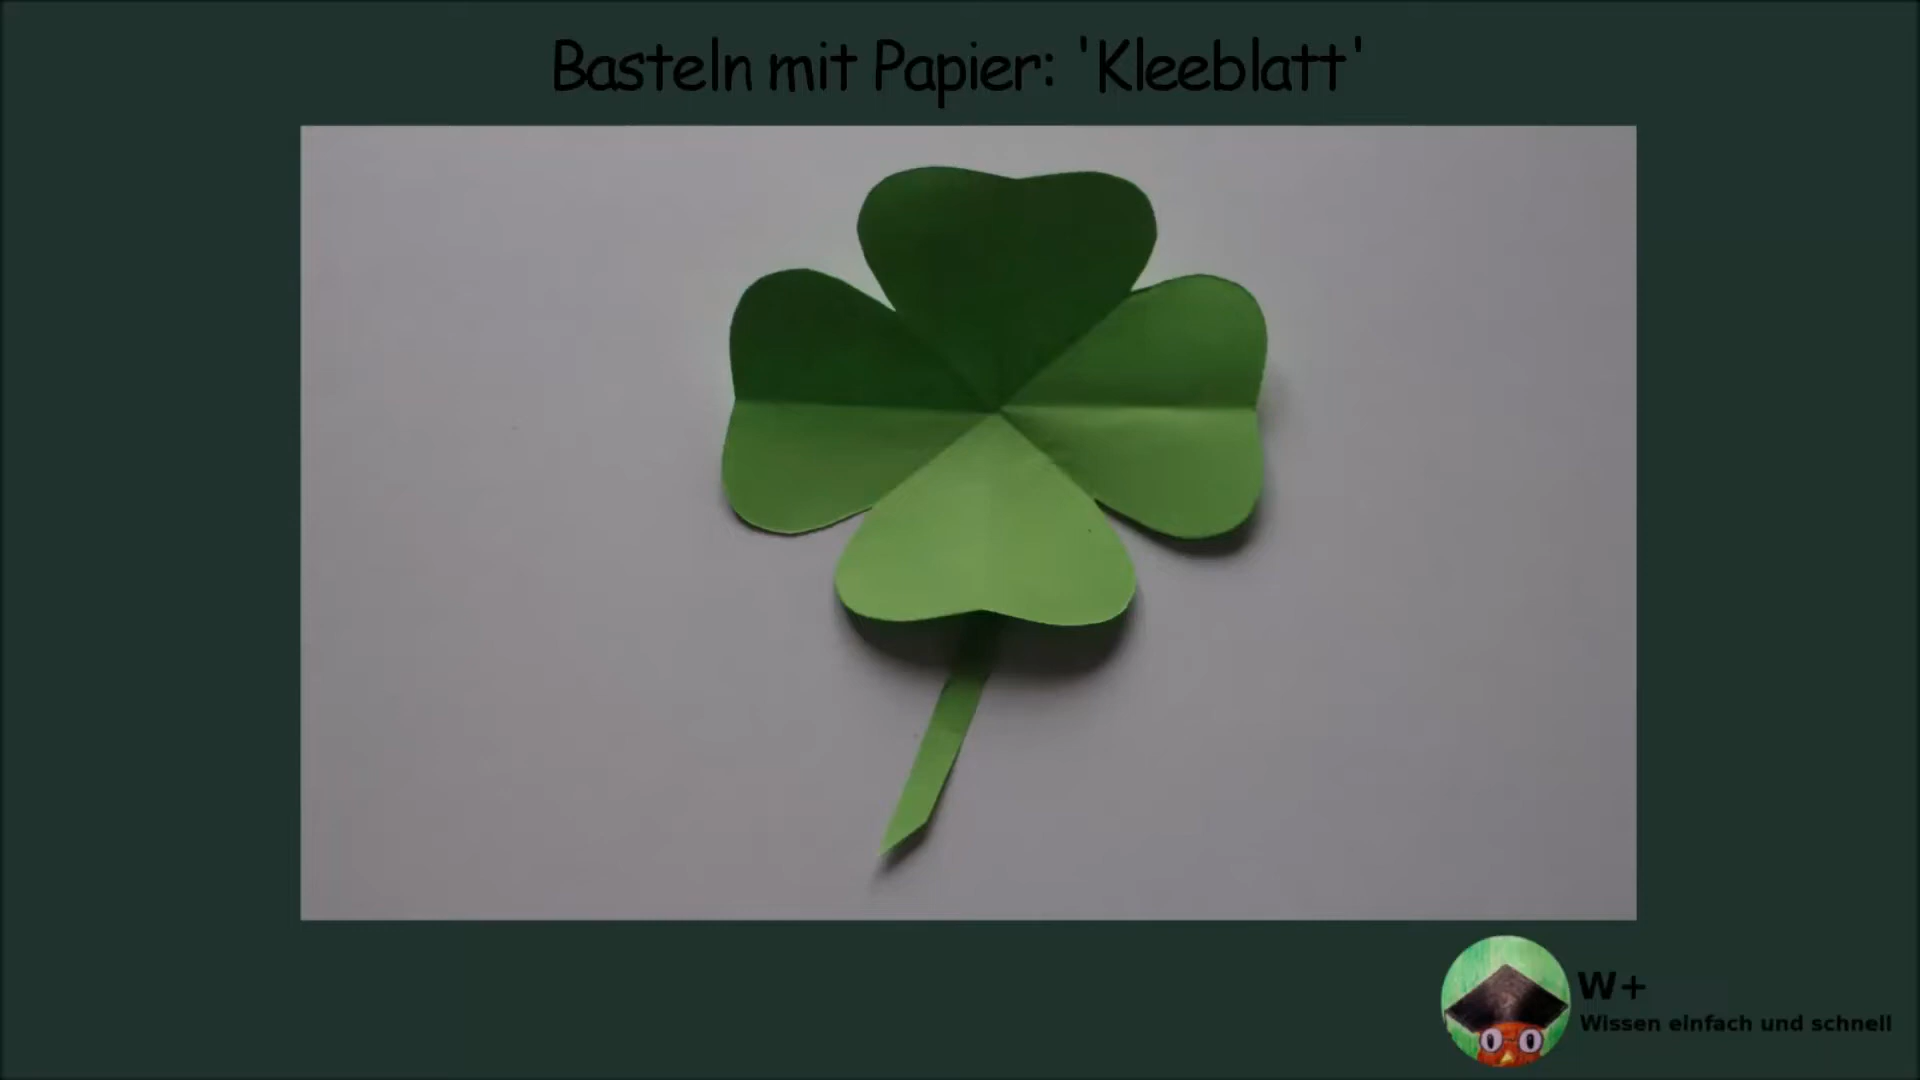 Basteln mit Papier: 'Kleeblatt'
W+
Wissen einfach und schnell